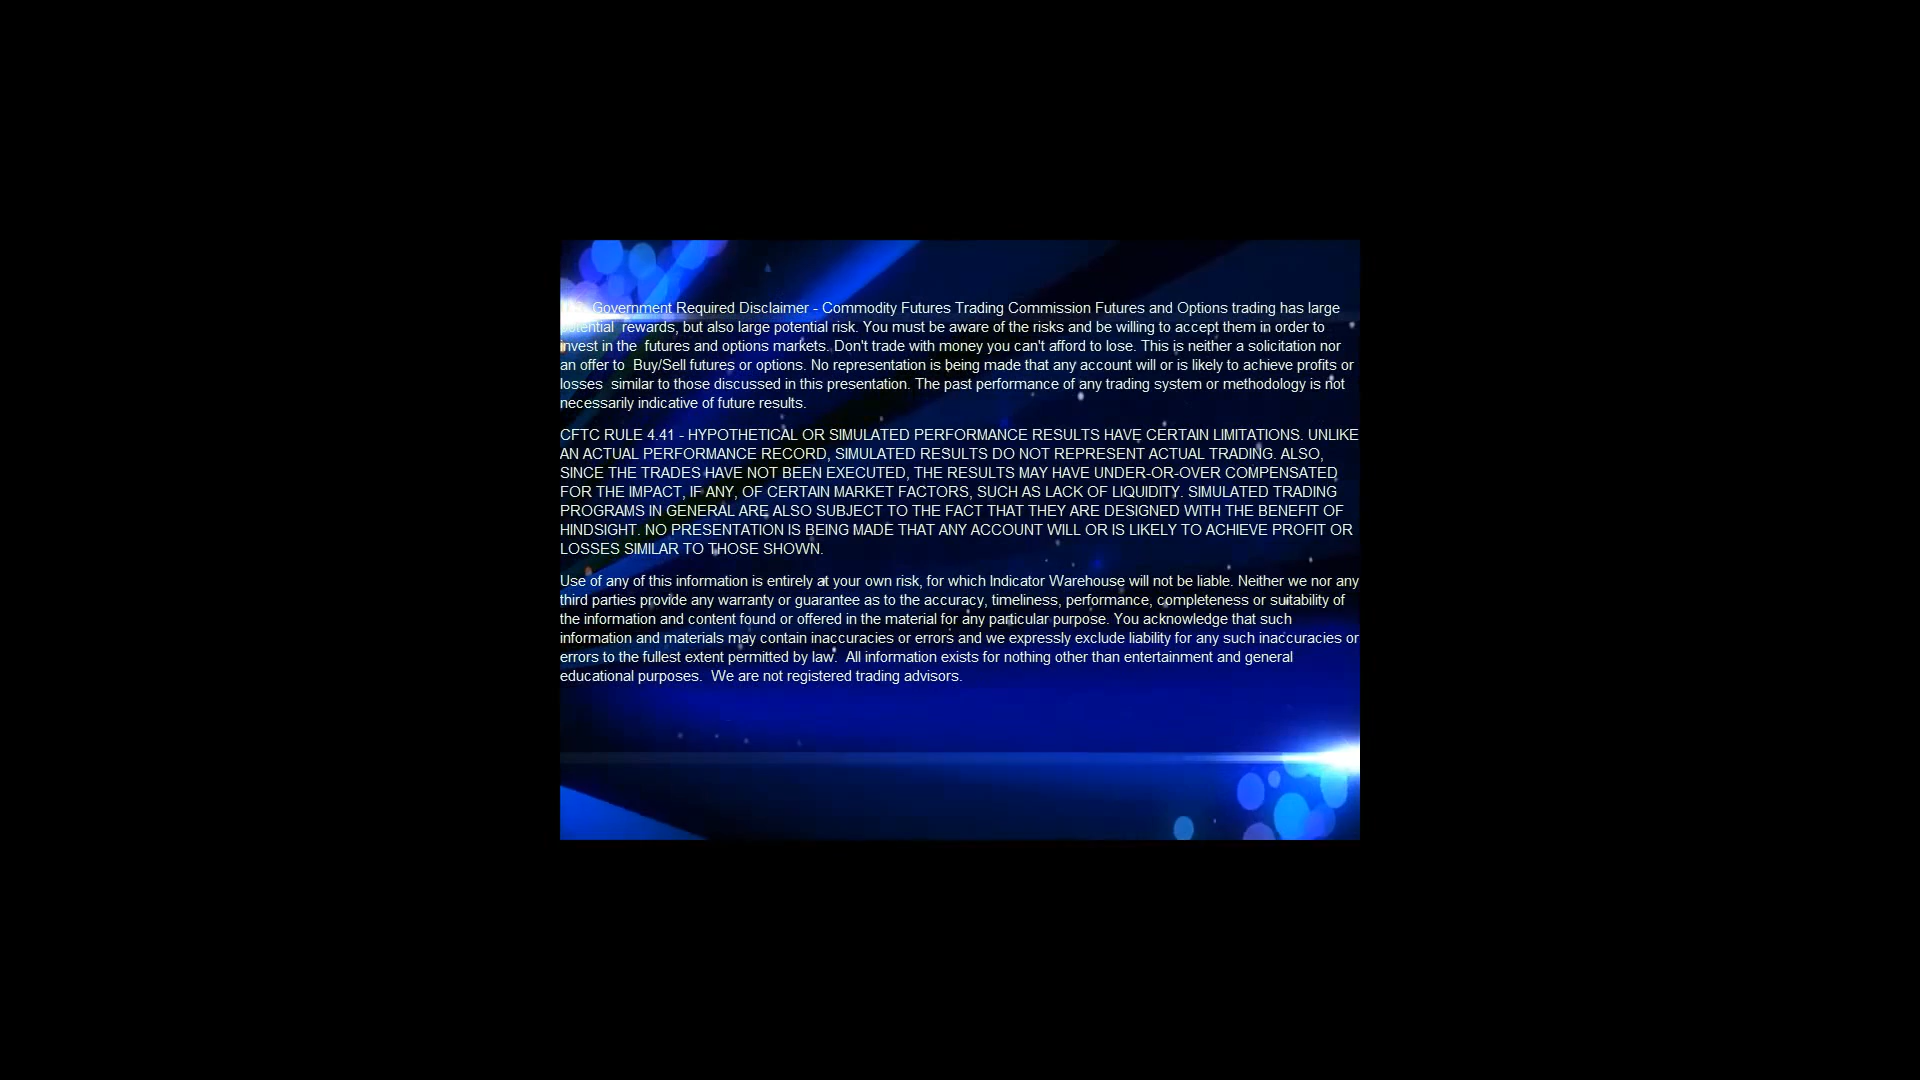 Government Required Disclaimer - Commodity Futures Trading Commission Futures and Options trading has large
potential  rewards, but also large potential risk. You must be aware of the risks and be willing to accept them in order to
invest in the  futures and options markets. Don't trade with money you can't afford to lose. This is neither a solicitation nor
an offer to  Buy/Sell futures or options. No representation is being made that any account will or is likely to achieve profits or
losses  similar to those discussed in this presentation. The past performance of any trading system or methodology is not
necessarily indicative of future results.
CFTC RULE 4.41 - HYPOTHETICAL OR SIMULATED PERFORMANCE RESULTS HAVE CERTAIN LIMITATIONS. UNLIKE
AN ACTUAL PERFORMANCE RECORD, SIMULATED RESULTS DO NOT REPRESENT ACTUAL TRADING. ALSO,
SINCE THE TRADES HAVE NOT BEEN EXECUTED, THE RESULTS MAY HAVE UNDER-OR-OVER COMPENSATED
FOR THE IMPACT, IF ANY, OF CERTAIN MARKET FACTORS, SUCH AS LACK OF LIQUIDITY. SIMULATED TRADING
PROGRAMS IN GENERAL ARE ALSO SUBJECT TO THE FACT THAT THEY ARE DESIGNED WITH THE BENEFIT OF
HINDSIGHT. NO PRESENTATION IS BEING MADE THAT ANY ACCOUNT WILL OR IS LIKELY TO ACHIEVE PROFIT OR
LOSSES SIMILAR TO THOSE SHOWN.
Use of any of this information is entirely at your own risk, for which Indicator Warehouse will not be liable. Neither we nor any
third parties provide any warranty or guarantee as to the accuracy, timeliness, performance, completeness or suitability of
the information and content found or offered in the material for any particular purpose. You acknowledge that such
information and materials may contain inaccuracies or errors and we expressly exclude liability for any such inaccuracies or
errors to the fullest extent permitted by law.  All information exists for nothing other than entertainment and general
educational purposes.  We are not registered trading advisors.